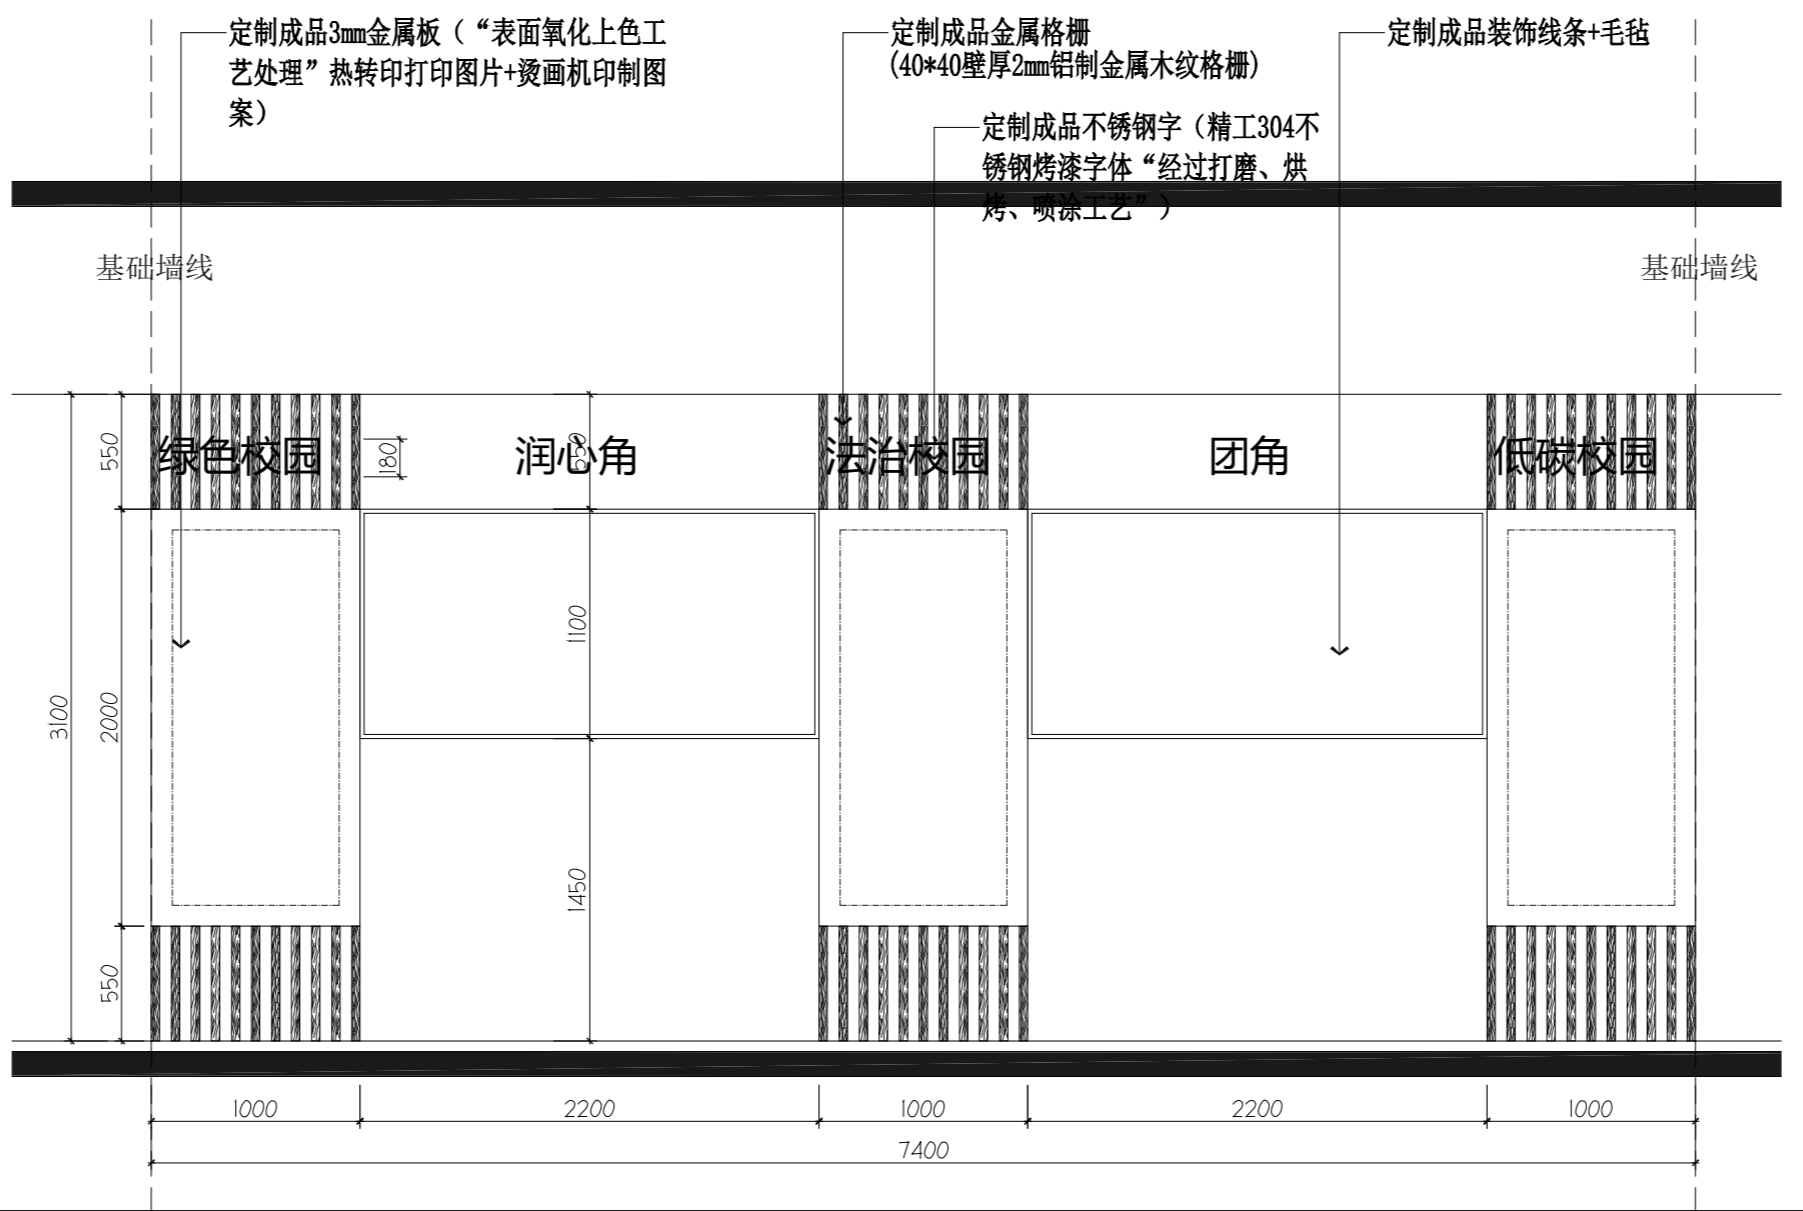 定制成品3mm金属板（“表面氧化上色工
艺处理”热转印打印图片+烫画机印制图
案）
定制成品金属格栅
(40*40壁厚2mm铝制金属木纹格栅)
定制成品装饰线条+毛毡
定制成品不锈钢字（精工304不
锈钢烤漆字体“经过打磨、烘
烤、喷涂工艺”）
基础墙线
基础墙线
550
绿色校园
180
润心角
550
法治校园
团角
低碳校园
3100
2000
1100
1450
550
1000
2200
1000
2200
1000
7400